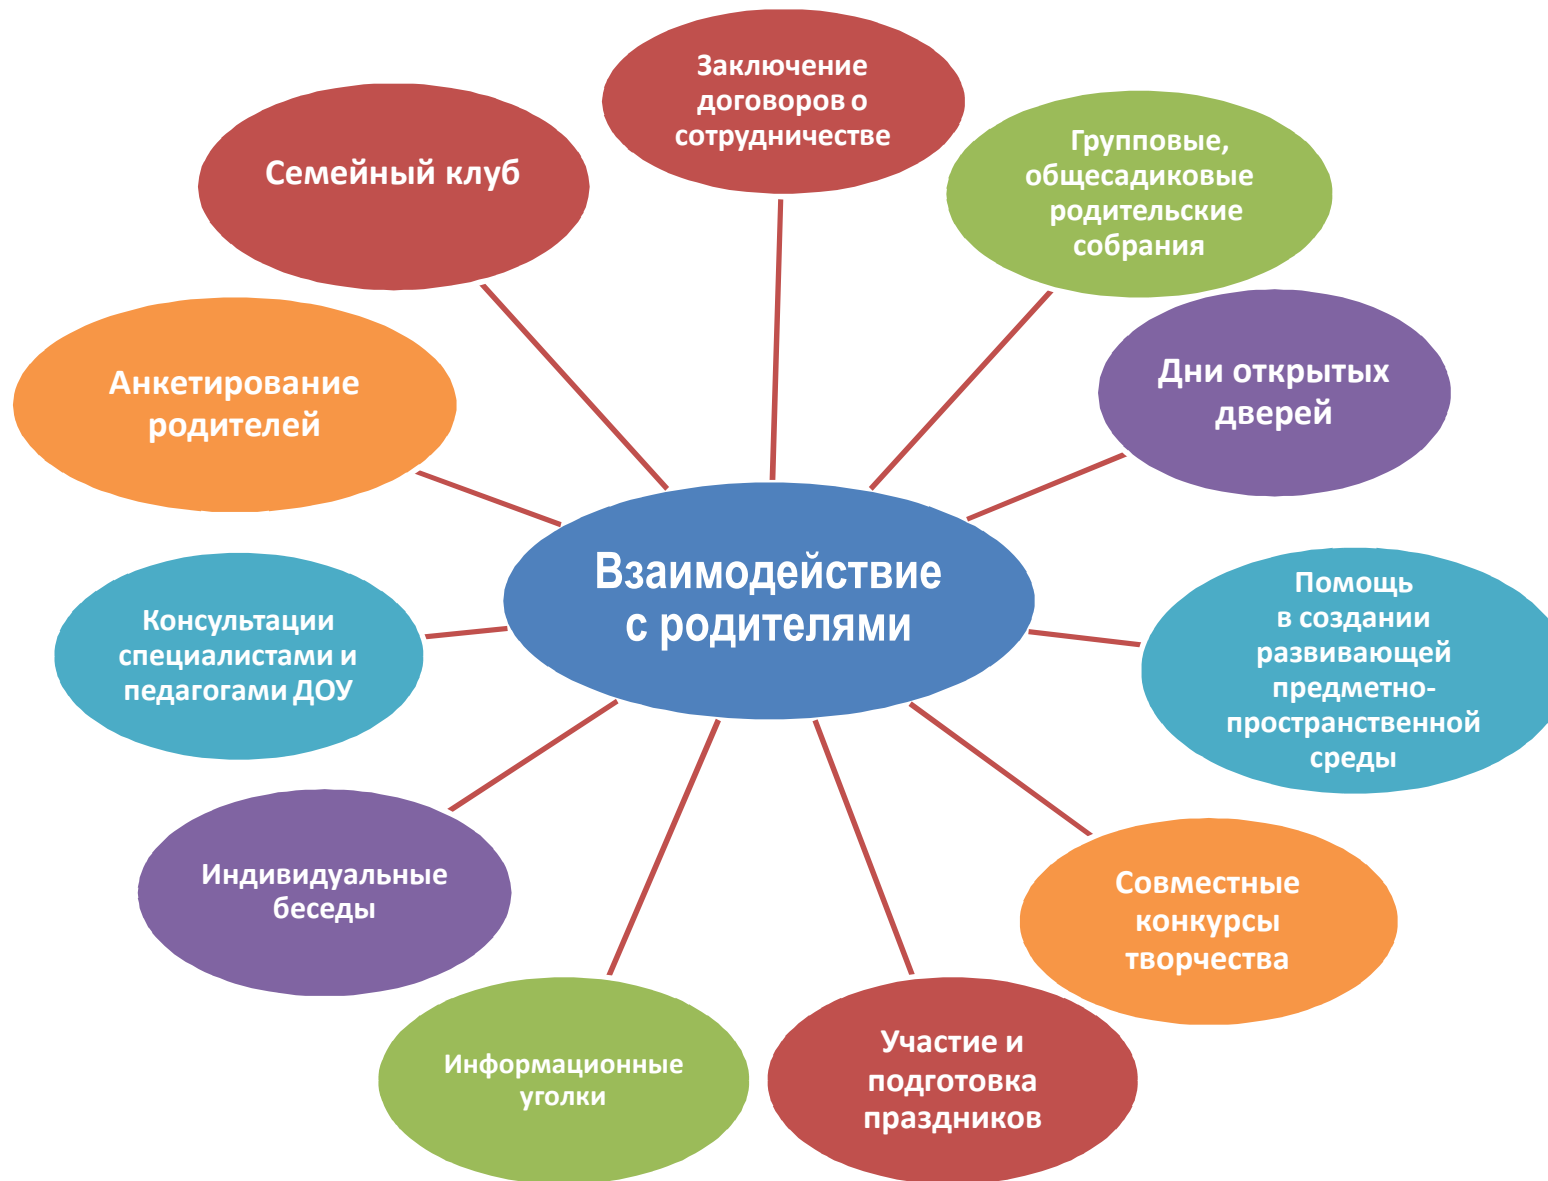 Заключение
договоров о
сотрудничестве
Групповые,
общесадиковые
родительские
собрания
Семейный клуб
Дни открытых
дверей
Анкетирование
родителей
Взаимодействие
с родителями
Помощь
в создании
развивающей
предметно-
пространственной
среды
Консультации
специалистами и
педагогами ДОУ
Индивидуальные
беседы
Совместные
конкурсы
творчества
Информационные
уголки
Участие и
подготовка
праздников